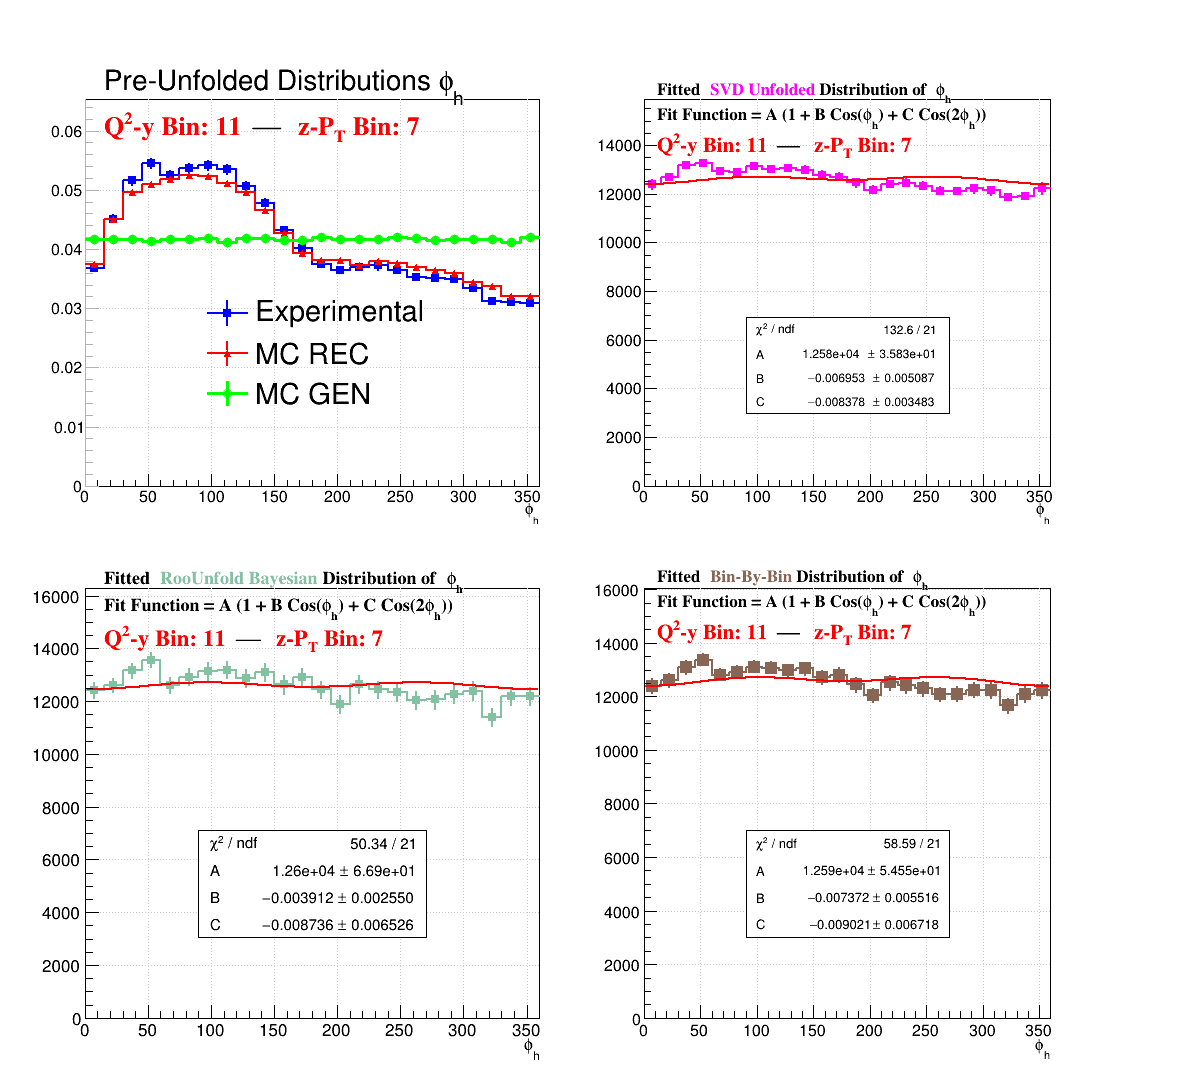 Pre-Unfolded Distributions ϕh
Q²-y Bin: 11 — z-PT Bin: 7
0.06
0.05
0.04
0.03
0.02
0.01
0
Experimental
MC REC
MC GEN
0 50 100 150 200 250 300 350
ϕh
Fitted SVD Unfolded Distribution of ϕh
Fit Function = A (1 + B Cos(ϕh) + C Cos(2ϕh))
Q²-y Bin: 11 — z-PT Bin: 7
14000
12000
10000
8000
6000
4000
2000
0
χ² / ndf 132.6 / 21
A 1.258e+04 ± 3.583e+01
B −0.006953 ± 0.005087
C −0.008378 ± 0.003483
0 50 100 150 200 250 300 350
ϕh
Fitted RooUnfold Bayesian Distribution of ϕh
Fit Function = A (1 + B Cos(ϕh) + C Cos(2ϕh))
Q²-y Bin: 11 — z-PT Bin: 7
16000
14000
12000
10000
8000
6000
4000
2000
0
χ² / ndf 50.34 / 21
A 1.26e+04 ± 6.69e+01
B −0.003912 ± 0.002550
C −0.008736 ± 0.006526
0 50 100 150 200 250 300 350
ϕh
Fitted Bin-By-Bin Distribution of ϕh
Fit Function = A (1 + B Cos(ϕh) + C Cos(2ϕh))
Q²-y Bin: 11 — z-PT Bin: 7
16000
14000
12000
10000
8000
6000
4000
2000
0
χ² / ndf 58.59 / 21
A 1.259e+04 ± 5.455e+01
B −0.007372 ± 0.005516
C −0.009021 ± 0.006718
0 50 100 150 200 250 300 350
ϕh